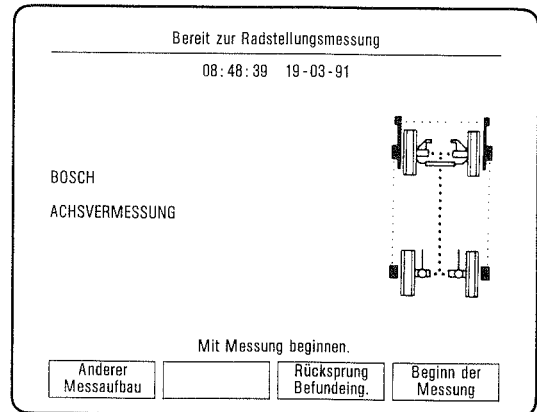 Bereit zur Radstellungsmessung
08:48:39 19-03-91
BOSCH
ACHSVERMESSUNG
Mit Messung beginnen.
Anderer
Messaufbau
Rücksprung
Befundeing.
Beginn der
Messung